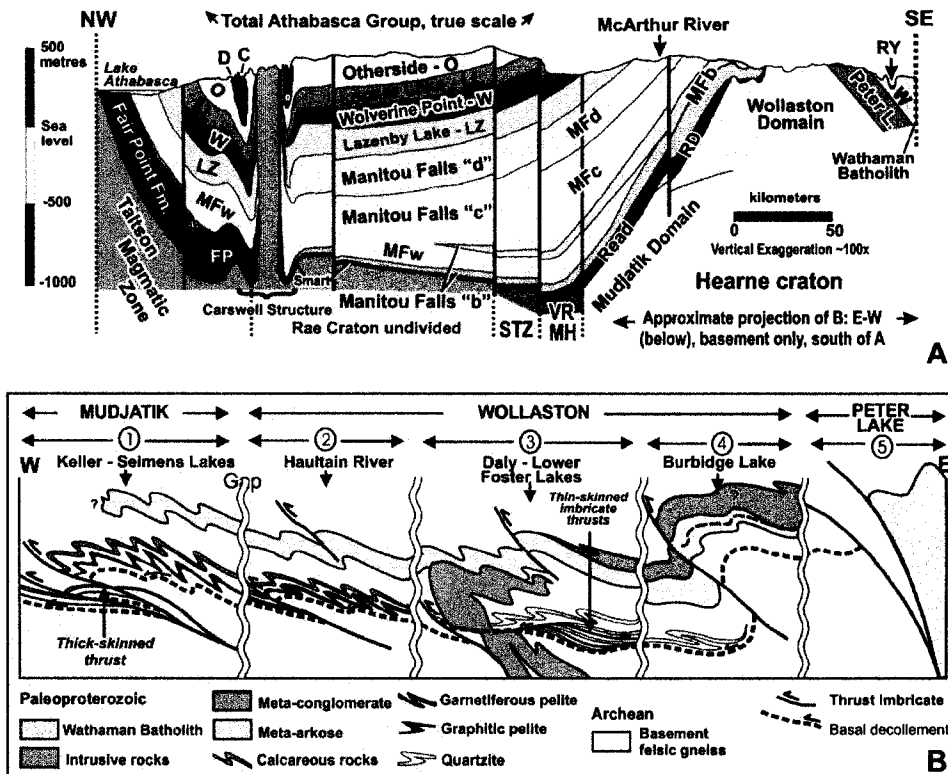 NW
Total Athabasca Group, true scale
McArthur River
SE
500 metres
Sea level
-500
-1000
Lake Athabasca
D C
O
W
LZ
MFw
FP
Fair Point Fm.
Taltson Magmatic Zone
Carswell Structure
Otherside - O
Wolverine Point - W
Lazenby Lake - LZ
Manitou Falls "d"
Manitou Falls "c"
MFw
Smart
Manitou Falls "b"
Rae Craton undivided
STZ
VR
MH
MFd
MFc
MFb
Read
RD
Mudjatik Domain
Wollaston Domain
Peter L.
RY
W
Wathaman Batholith
kilometers
0 50
Vertical Exaggeration ~100x
Hearne craton
Approximate projection of B: E-W
(below), basement only, south of A
A
MUDJATIK
WOLLASTON
PETER LAKE
1 2 3 4 5
W
Keller - Selmens Lakes
Haultain River
Daly - Lower Foster Lakes
Burbidge Lake
E
Gap
?
?
Thin-skinned imbricate thrusts
Thick-skinned thrust
Paleoproterozoic
Wathaman Batholith
Intrusive rocks
Meta-conglomerate
Meta-arkose
Calcareous rocks
Garnetiferous pelite
Graphitic pelite
Quartzite
Archean
Basement felsic gneiss
Thrust imbricate
Basal decollement
B